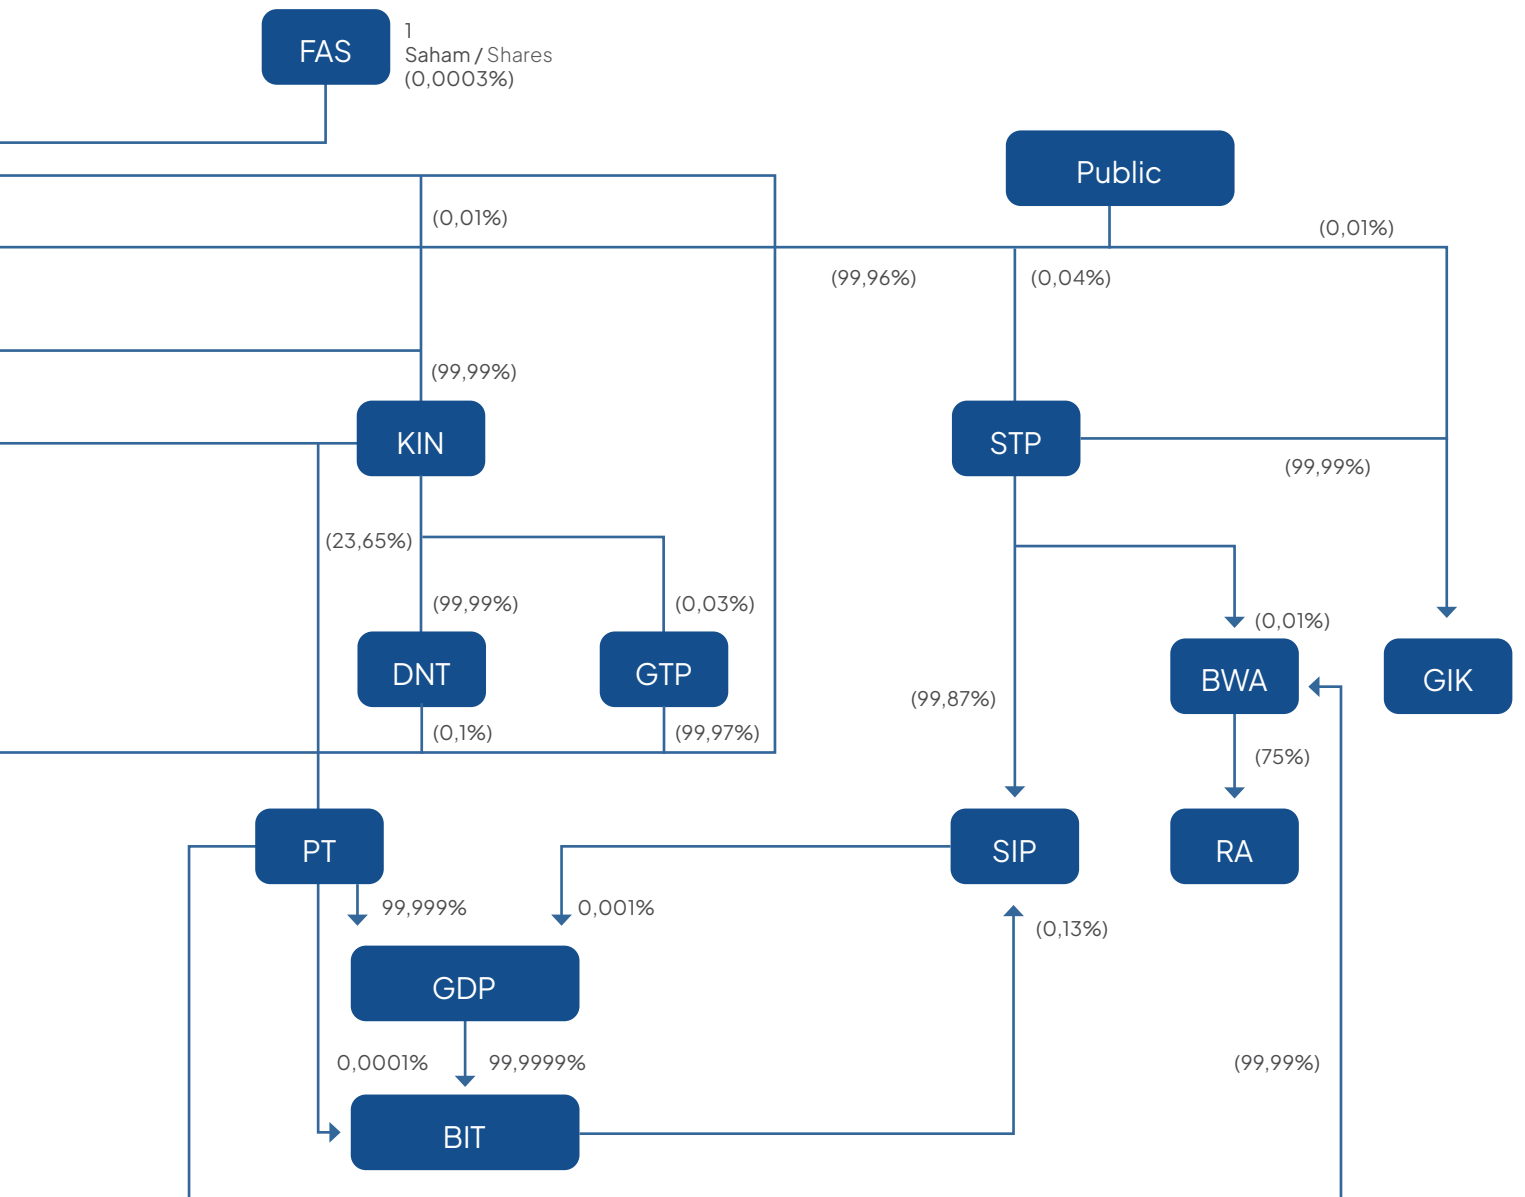 FAS
1
Saham / Shares
(0,0003%)
Public
(0,01%)
(0,01%)
(99,96%)
(0,04%)
(99,99%)
KIN
STP
(99,99%)
(23,65%)
(99,99%)
(0,03%)
(0,01%)
DNT
GTP
BWA
GIK
(99,87%)
(0,1%)
(99,97%)
(75%)
PT
SIP
RA
99,999%
0,001%
(0,13%)
GDP
0,0001%
99,9999%
(99,99%)
BIT